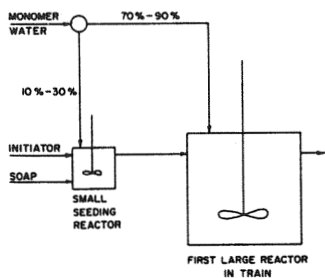 MONOMER
WATER
70%-90%
10%-30%
INITIATOR
SOAP
SMALL
SEEDING
REACTOR
FIRST LARGE REACTOR
IN TRAIN